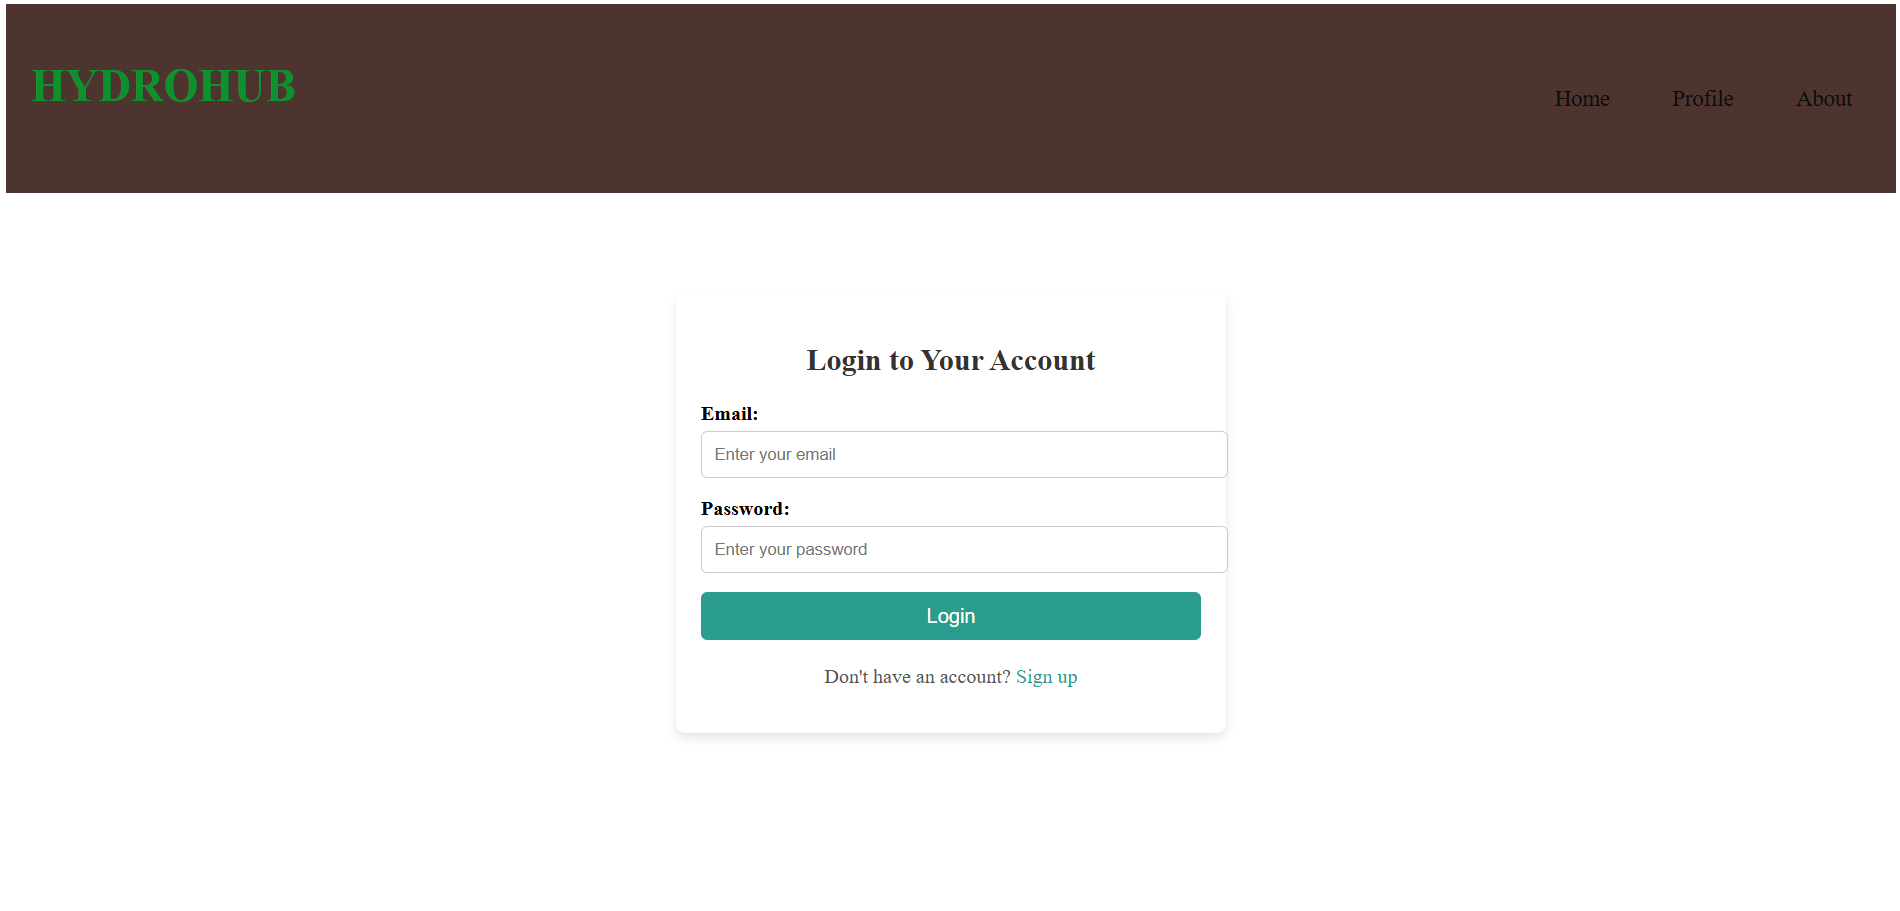 HYDROHUB
Home Profile About
Login to Your Account
Email:
Enter your email
Password:
Enter your password
Login
Don't have an account? Sign up